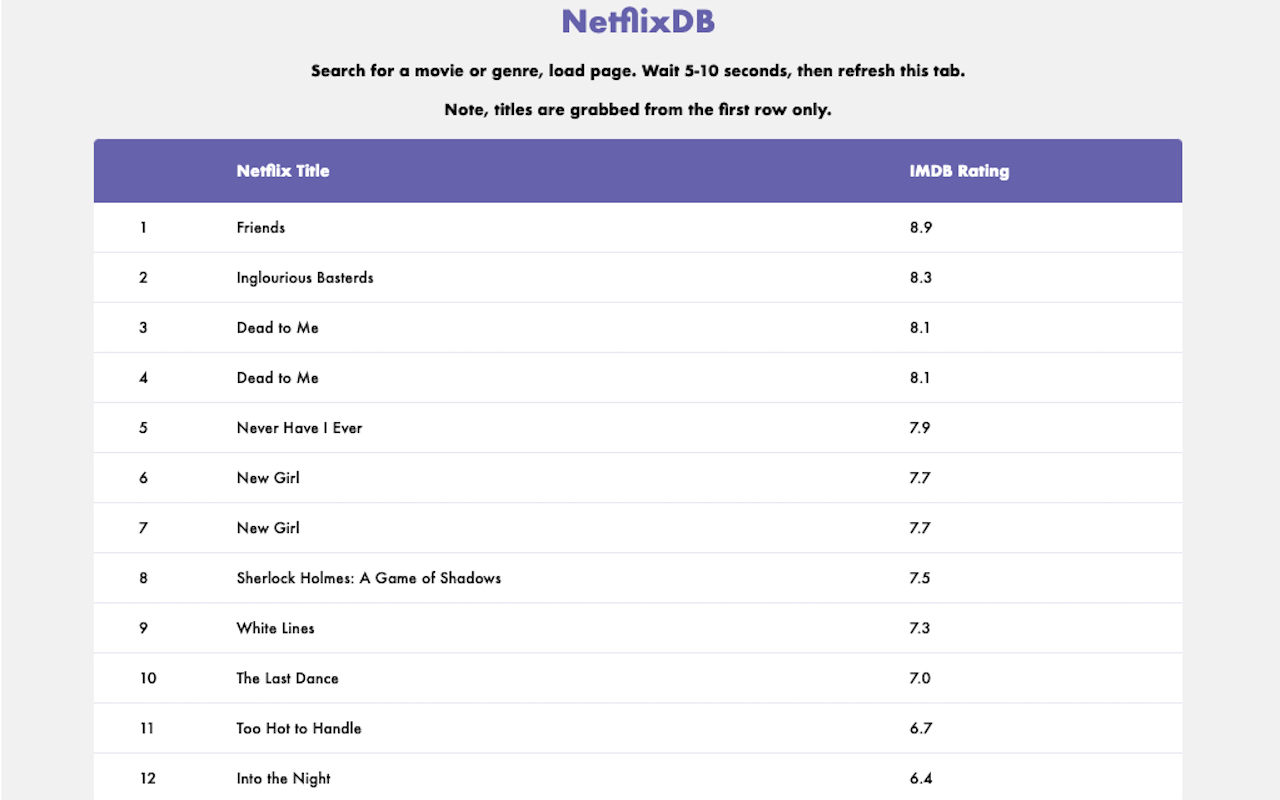 NetflixDB
Search for a movie or genre, load page. Wait 5-10 seconds, then refresh this tab.
Note, titles are grabbed from the first row only.
Netflix Title IMDB Rating
1 Friends 8.9
2 Inglourious Basterds 8.3
3 Dead to Me 8.1
4 Dead to Me 8.1
5 Never Have I Ever 7.9
6 New Girl 7.7
7 New Girl 7.7
8 Sherlock Holmes: A Game of Shadows 7.5
9 White Lines 7.3
10 The Last Dance 7.0
11 Too Hot to Handle 6.7
12 Into the Night 6.4